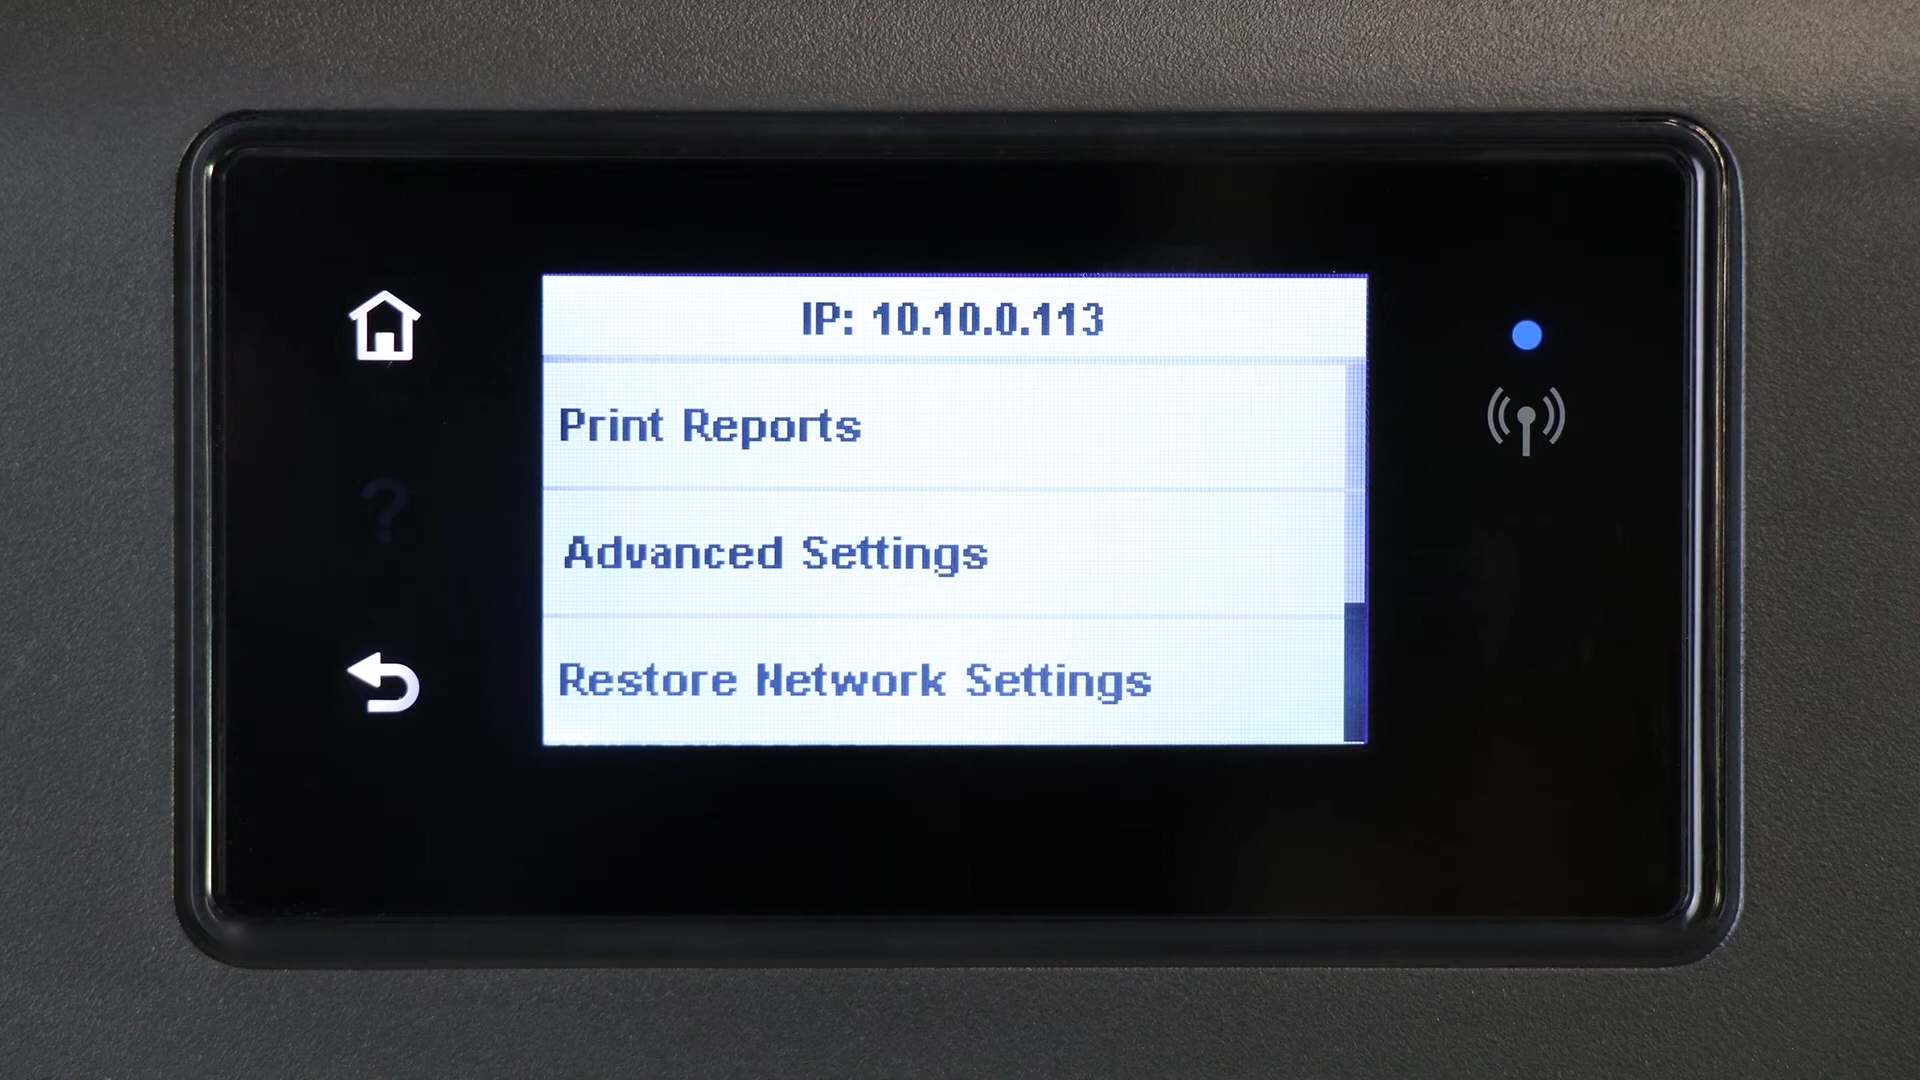 IP: 10.10.0.113
Print Reports
?
Advanced Settings
Restore Network Settings